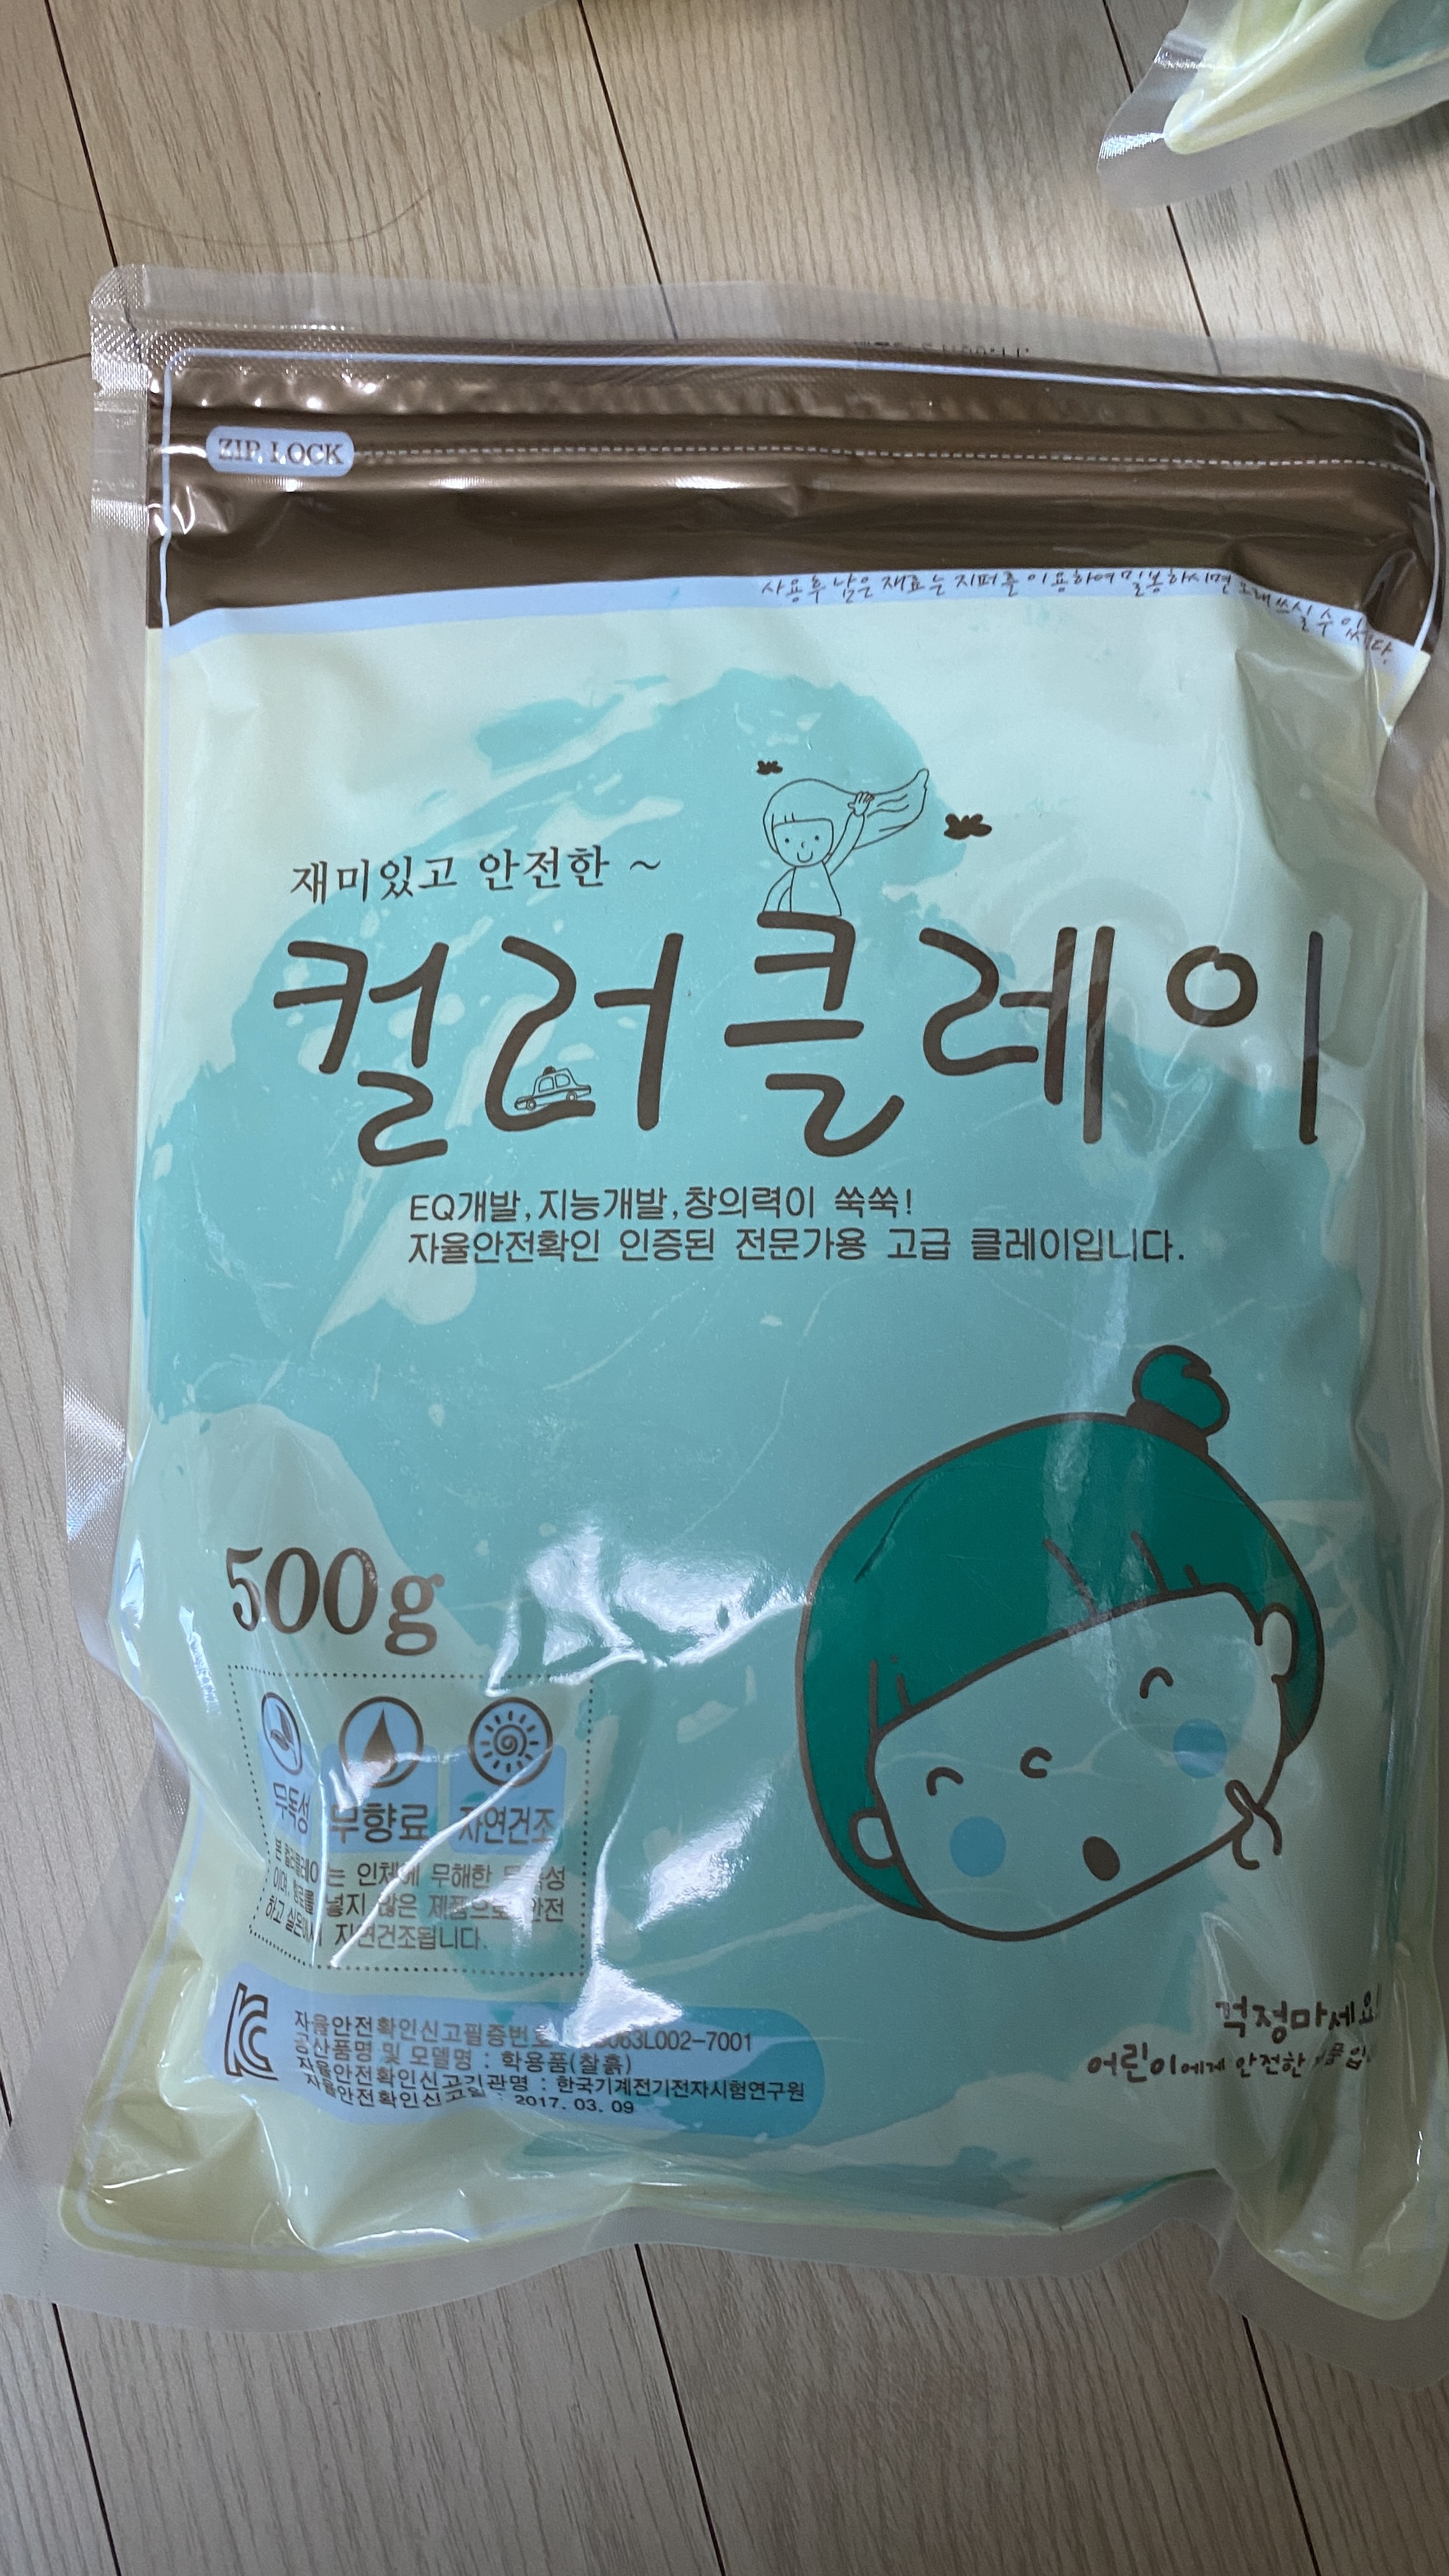 ZIP LOCK
사용 후 남은 재료는 지퍼를 이용하여 밀봉하시면 오래 쓰실 수 있
재미있고 안전한 ~
컬러클레이
EQ개발,지능개발,창의력이 쑥쑥!
자율안전확인 인증된 전문가용 고급 클레이입니다.
500g
무독성 무향료 자연건조
는 인체에 무해한 무독성
넣지 않은 제품으로 안전
하고 자연건조됩니다.
자율안전확인신고필증번호
공산품명 및 모델명 : 학용품(찰흙)
자율안전확인신고기관명 : 한국기계전기전자시험연구원
자율안전확인신고일 : 2017. 03. 09
걱정마세요!
어린이에게 안전한